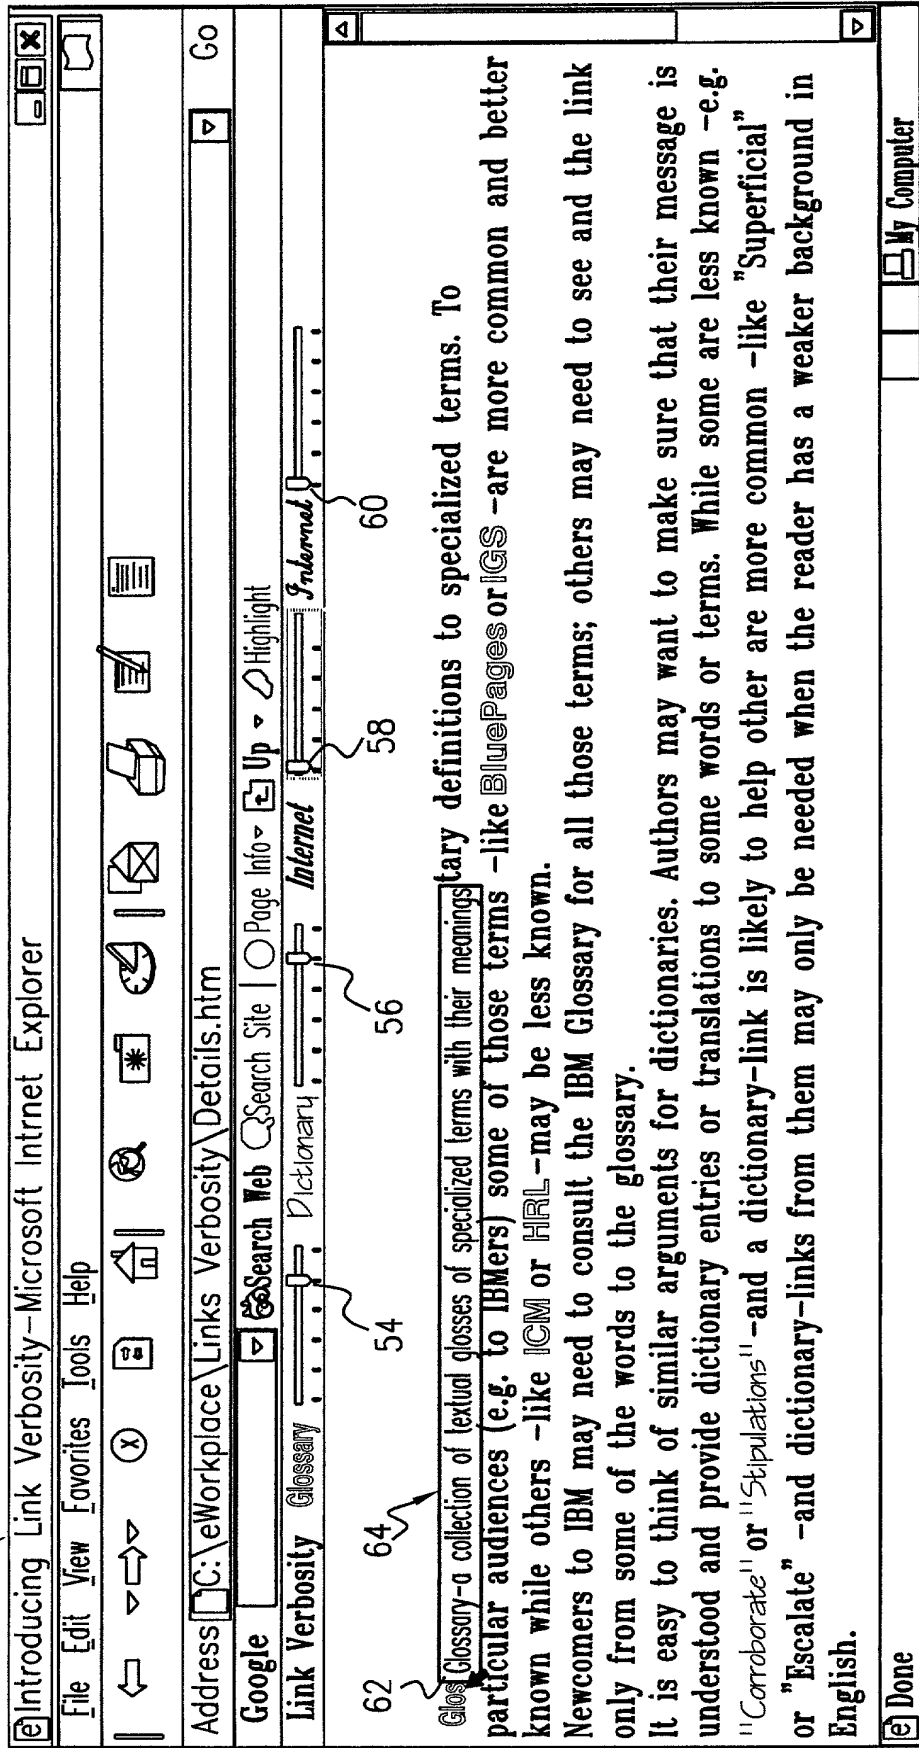 Introducing Link Verbosity-Microsoft Intrnet Explorer
File Edit View Favorites Tools Help
Address C:\eWorkplace\Links Verbosity\Details.htm Go
Google Search Web Search Site | Page Info Up Highlight
Link Verbosity Glossary Dictionary Internet Internet
54 56 58 60
62 64
Glos Glossary-a collection of textual glosses of specialized terms with their meanings tary definitions to specialized terms. To
particular audiences (e.g. to IBMers) some of those terms -like BluePages or IGS -are more common and better
known while others -like ICM or HRL -may be less known.
Newcomers to IBM may need to consult the IBM Glossary for all those terms; others may need to see and the link
only from some of the words to the glossary.
It is easy to think of similar arguments for dictionaries. Authors may want to make sure that their message is
understood and provide dictionary entries or translations to some words or terms. While some are less known -e.g.
"Corroborate" or "Stipulations" -and a dictionary-link is likely to help other are more common -like "Superficial"
or "Escalate" -and dictionary-links from them may only be needed when the reader has a weaker background in
English.
Done My Computer